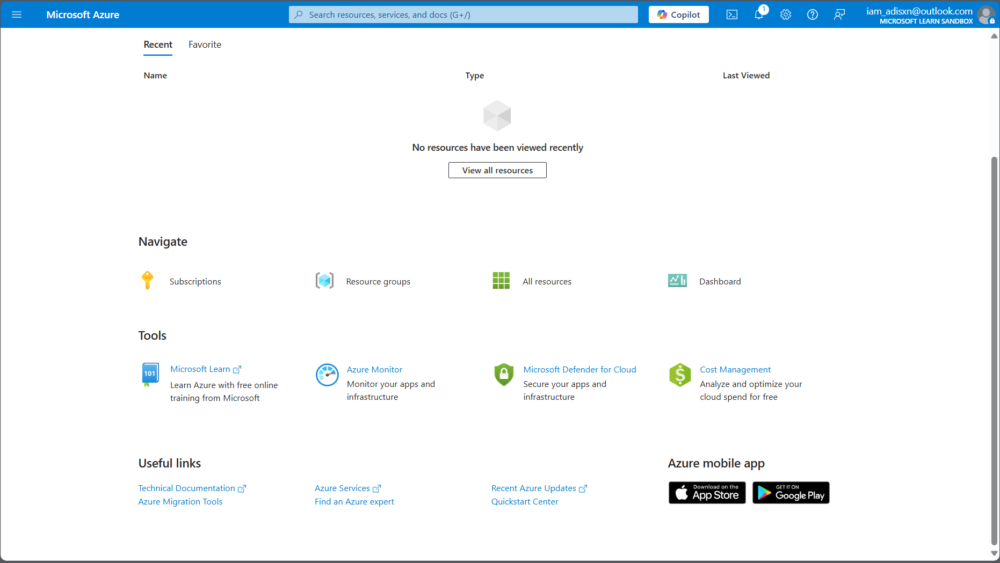 Microsoft Azure
Search resources, services, and docs (G+/)
Copilot
1
iam_adisxn@outlook.com
MICROSOFT LEARN SANDBOX
Recent
Favorite
Name
Type
Last Viewed
No resources have been viewed recently
View all resources
Navigate
Subscriptions
Resource groups
All resources
Dashboard
Tools
101
Microsoft Learn
Learn Azure with free online
training from Microsoft
Azure Monitor
Monitor your apps and
infrastructure
Microsoft Defender for Cloud
Secure your apps and
infrastructure
$
Cost Management
Analyze and optimize your
cloud spend for free
Useful links
Technical Documentation
Azure Migration Tools
Azure Services
Find an Azure expert
Recent Azure Updates
Quickstart Center
Azure mobile app
Download on the
App Store
GET IT ON
Google Play